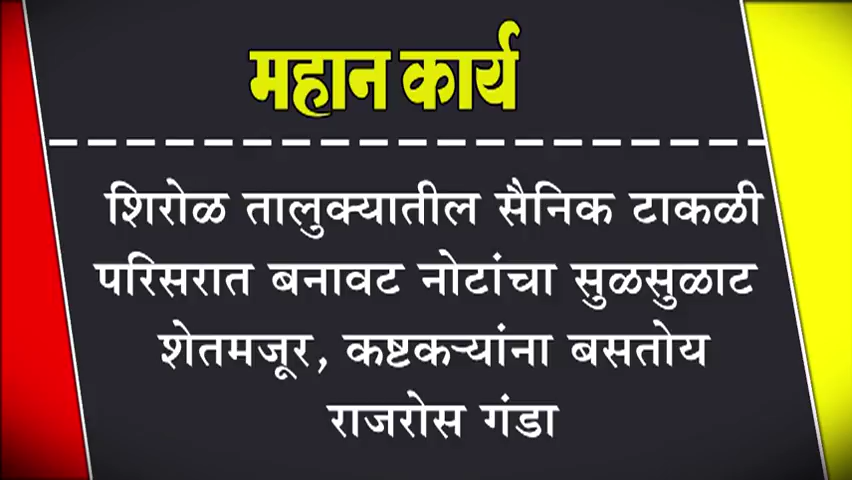 महान कार्य
शिरोळ तालुक्यातील सैनिक टाकळी
परिसरात बनावट नोटांचा सुळसुळाट
शेतमजूर, कष्टकऱ्यांना बसतोय
राजरोस गंडा